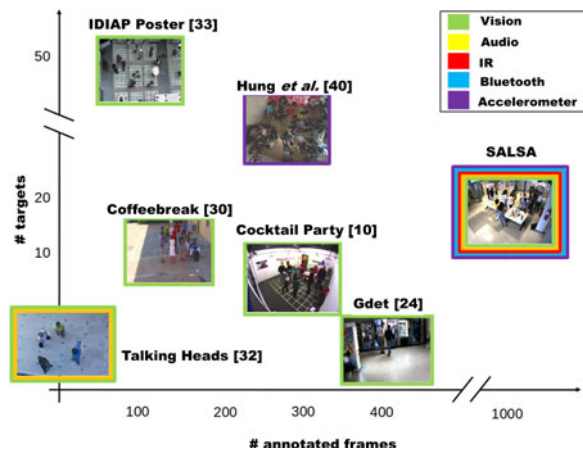 IDIAP Poster [33]
50
Hung et al. [40]
Vision
Audio
IR
Bluetooth
Accelerometer
SALSA
# targets
20
10
Coffeebreak [30]
Cocktail Party [10]
Gdet [24]
Talking Heads [32]
100
200
300
400
1000
# annotated frames